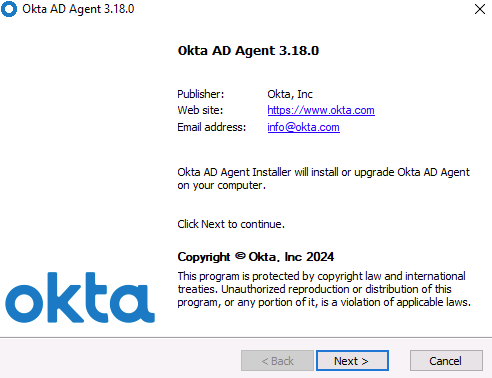 Okta AD Agent 3.18.0
Okta AD Agent 3.18.0
Publisher: Okta, Inc
Web site: https://www.okta.com
Email address: info@okta.com
Okta AD Agent Installer will install or upgrade Okta AD Agent
on your computer.
Click Next to continue.
Copyright © Okta, Inc 2024
This program is protected by copyright law and international
treaties. Unauthorized reproduction or distribution of this
program, or any portion of it, is a violation of applicable laws.
okta
< Back Next > Cancel